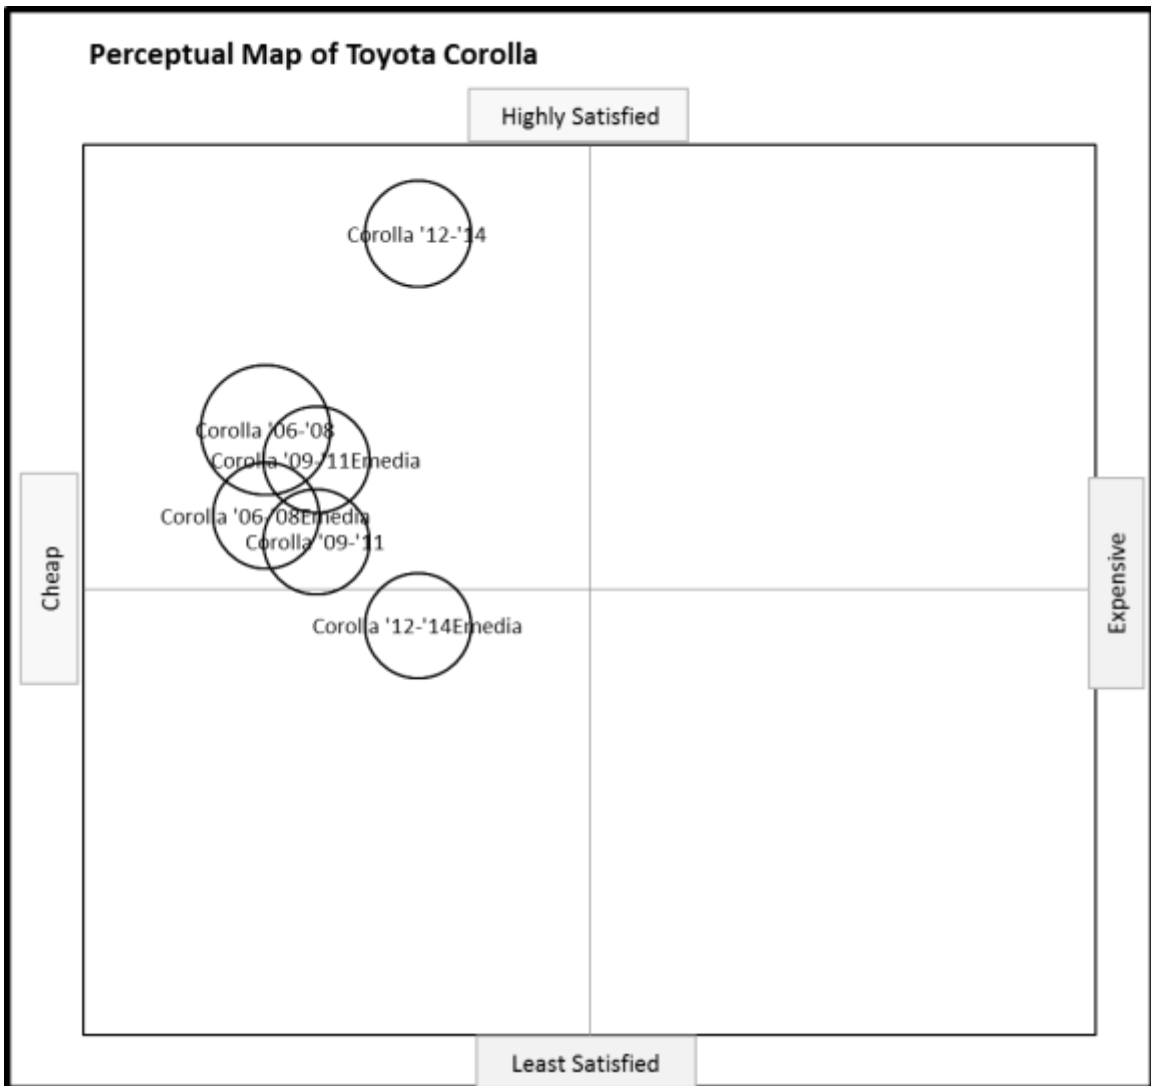 Perceptual Map of Toyota Corolla
Highly Satisfied
Corolla '12-'14
Corolla '06-'08
Corolla '09-'11Emedia
Corolla '06-'08Emedia
Corolla '09-'11
Cheap
Expensive
Corolla '12-'14Emedia
Least Satisfied